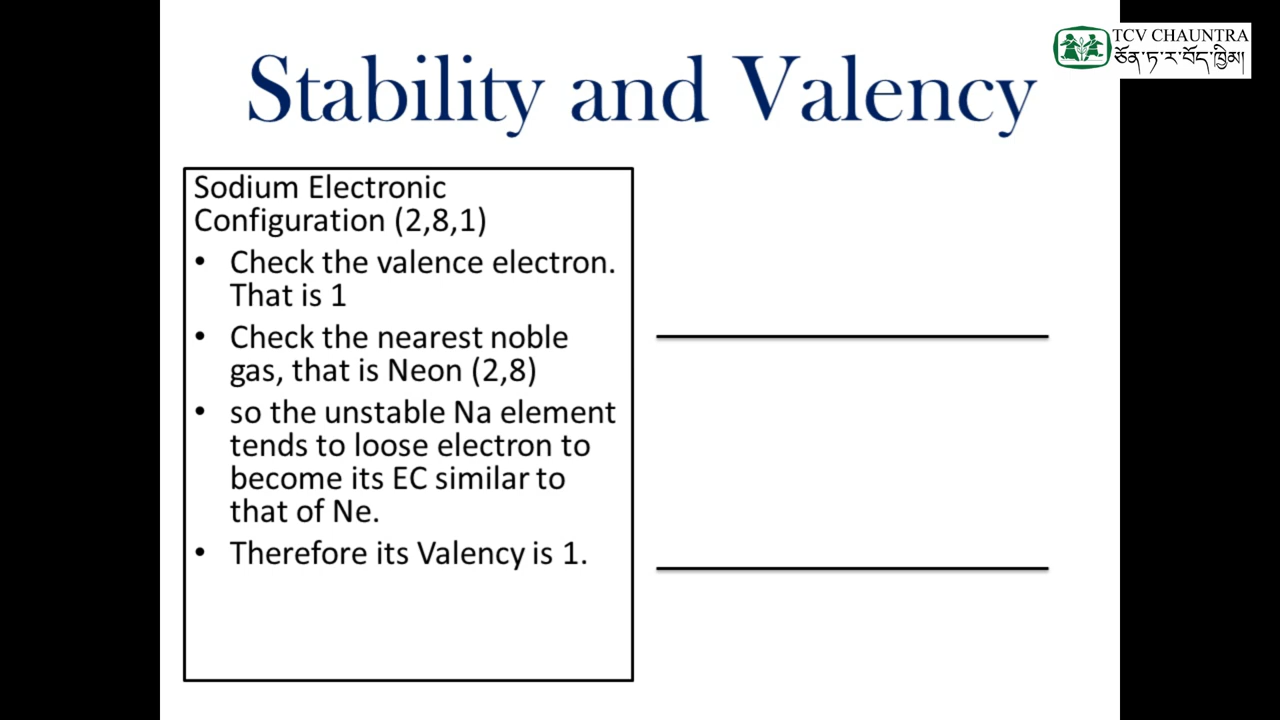 Stability and Valency
TCV CHAUNTRA
ཅོན་ཏ་ར་བོད་ཁྱིམ།
Sodium Electronic
Configuration (2,8,1)
• Check the valence electron.
That is 1
• Check the nearest noble
gas, that is Neon (2,8)
• so the unstable Na element
tends to loose electron to
become its EC similar to
that of Ne.
• Therefore its Valency is 1.